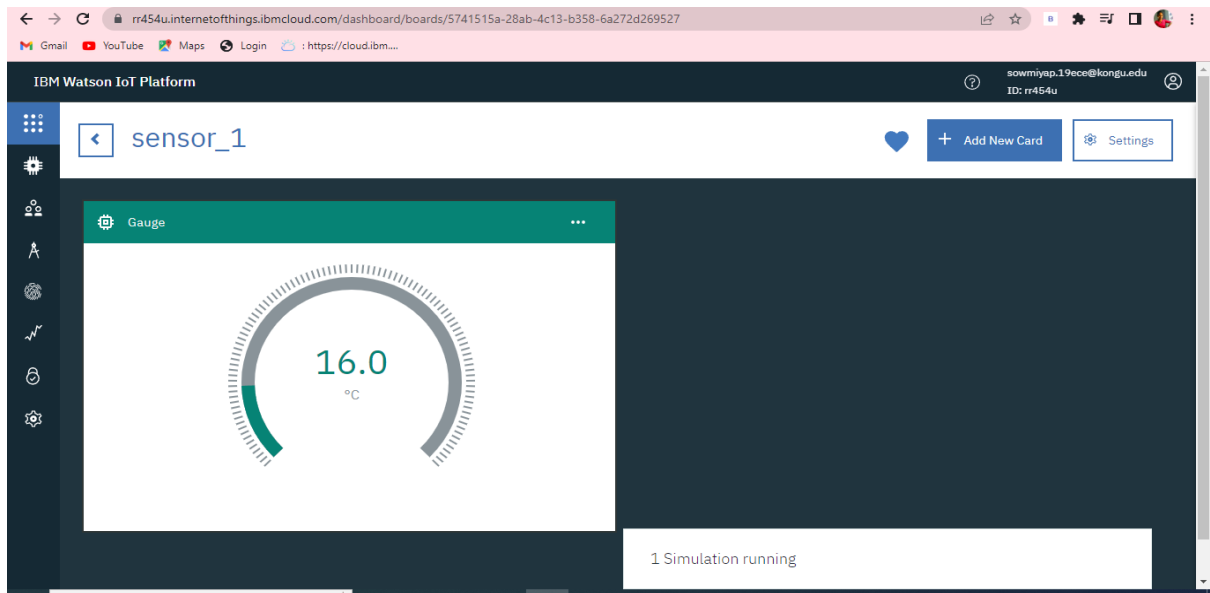 rr454u.internetofthings.ibmcloud.com/dashboard/boards/5741515a-28ab-4c13-b358-6a272d269527
Gmail YouTube Maps Login : https://cloud.ibm....
IBM Watson IoT Platform
sowmiyap.19ece@kongu.edu
ID: rr454u
sensor_1
+ Add New Card
Settings
Gauge
16.0
°C
1 Simulation running